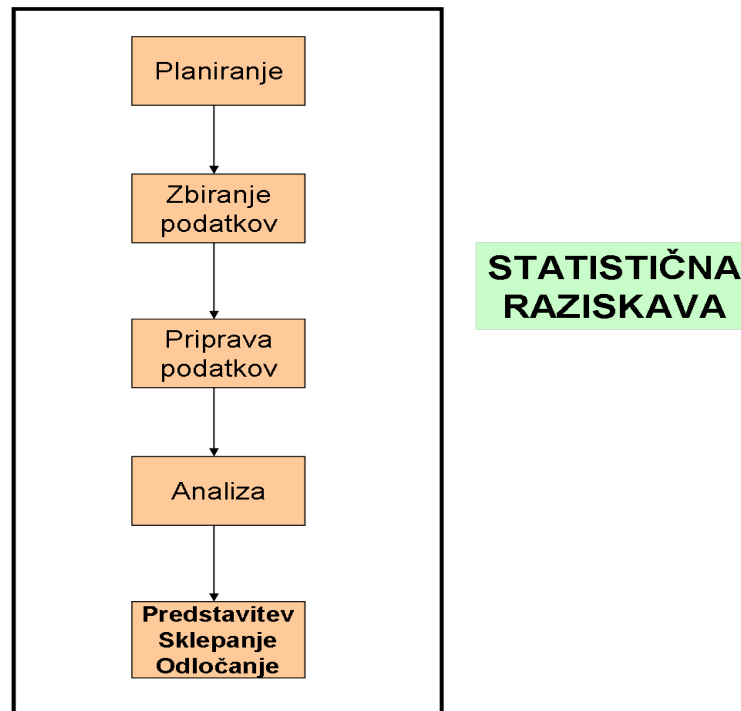 Planiranje
Zbiranje
podatkov
Priprava
podatkov
Analiza
Predstavitev
Sklepanje
Odločanje
STATISTIČNA
RAZISKAVA